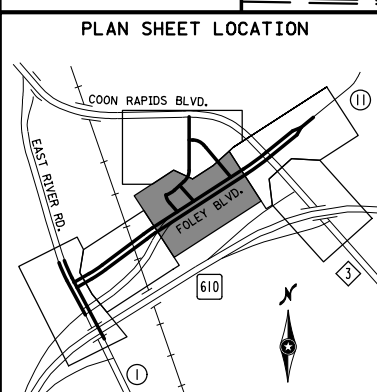 PLAN SHEET LOCATION
COON RAPIDS BLVD.
11
EAST RIVER RD.
FOLEY BLVD.
610
3
N
1